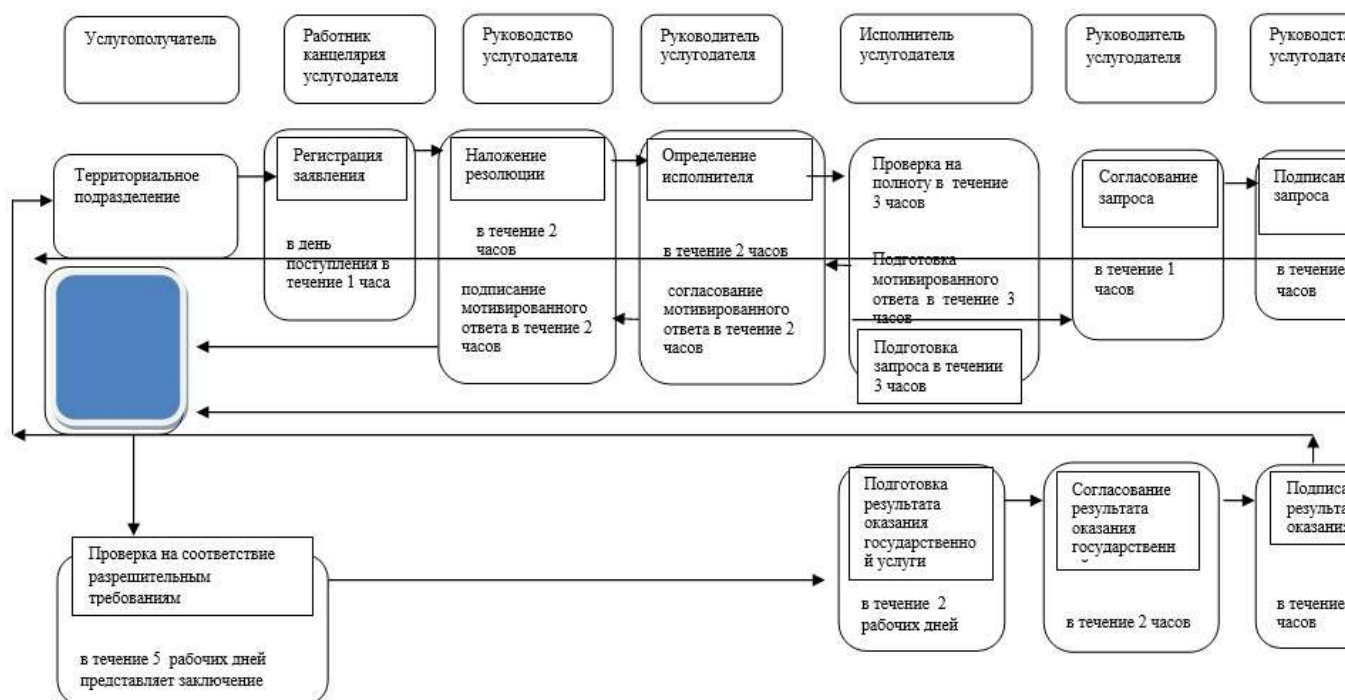 Услугополучатель
Работник
канцелярия
услугодателя
Руководство
услугодателя
Руководитель
услугодателя
Исполнитель
услугодателя
Руководитель
услугодателя
Территориальное
подразделение
Регистрация
заявления
в день
поступления в
течение 1 часа
Наложение
резолюции
в течение 2
часов
подписание
мотивированного
ответа в течение 2
часов
Определение
исполнителя
в течение 2 часов
согласование
мотивированного
ответа в течение 2
часов
Проверка на
полноту в течение
3 часов
Подготовка
мотивированного
ответа в течение 3
часов
Подготовка
запроса в течении
3 часов
Согласование
запроса
в течение 1
часов
запроса
в течение
часов
Проверка на соответствие
разрешительным
требованиям
в течение 5 рабочих дней
представляет заключение
Подготовка
результата
оказания
государственно
й услуги
в течение 2
рабочих дней
Согласование
результата
оказания
государственн
в течение 2 часов
в течение
часов